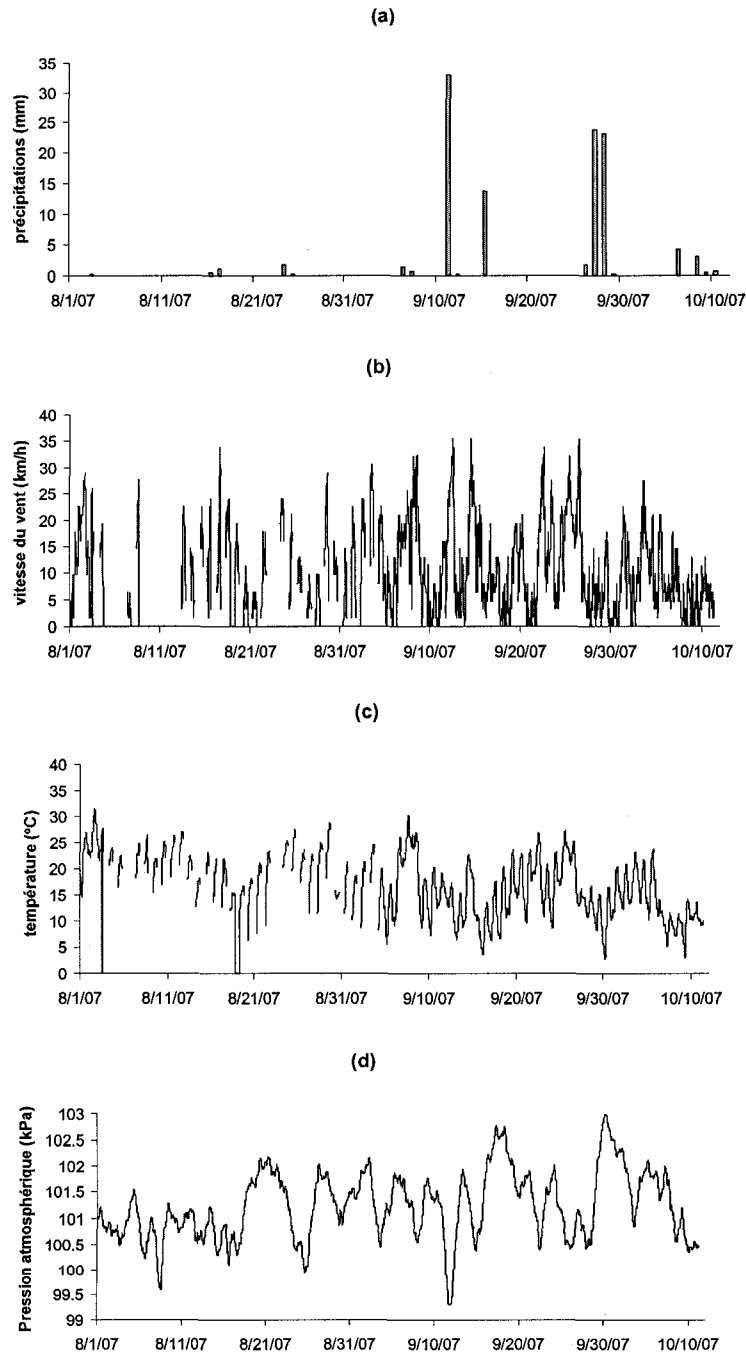 (a)
précipitations (mm)
35
30
25
20
15
10
5
0
8/1/07 8/11/07 8/21/07 8/31/07 9/10/07 9/20/07 9/30/07 10/10/07
(b)
vitesse du vent (km/h)
40
35
30
25
20
15
10
5
0
8/1/07 8/11/07 8/21/07 8/31/07 9/10/07 9/20/07 9/30/07 10/10/07
(c)
température (°C)
40
35
30
25
20
15
10
5
0
8/1/07 8/11/07 8/21/07 8/31/07 9/10/07 9/20/07 9/30/07 10/10/07
(d)
Pression atmosphérique (kPa)
103
102.5
102
101.5
101
100.5
100
99.5
99
8/1/07 8/11/07 8/21/07 8/31/07 9/10/07 9/20/07 9/30/07 10/10/07